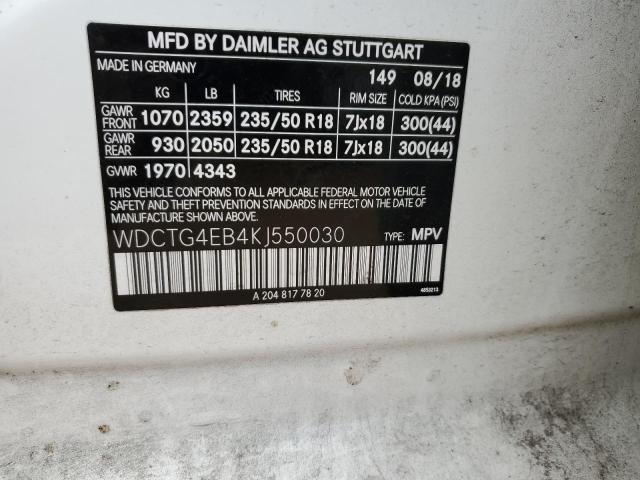 MFD BY DAIMLER AG STUTTGART
MADE IN GERMANY 149 08/18
KG LB TIRES RIM SIZE COLD KPA (PSI)
GAWR FRONT 1070 2359 235/50 R18 7Jx18 300(44)
GAWR REAR 930 2050 235/50 R18 7Jx18 300(44)
GVWR 1970 4343
THIS VEHICLE CONFORMS TO ALL APPLICABLE FEDERAL MOTOR VEHICLE
SAFETY AND THEFT PREVENTION STANDARDS IN EFFECT ON THE DATE
OF MANUFACTURE SHOWN ABOVE.
WDCTG4EB4KJ550030 TYPE: MPV
A 204 817 78 20 4853213